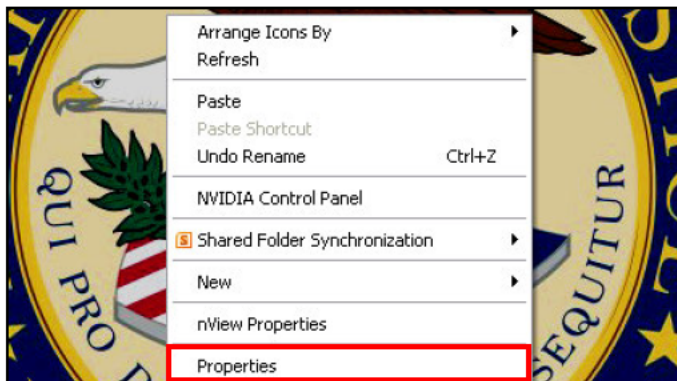 Arrange Icons By
Refresh
Paste
Paste Shortcut
Undo Rename Ctrl+Z
NVIDIA Control Panel
S Shared Folder Synchronization
New
nView Properties
Properties
QUI PRO D
SEQUITUR